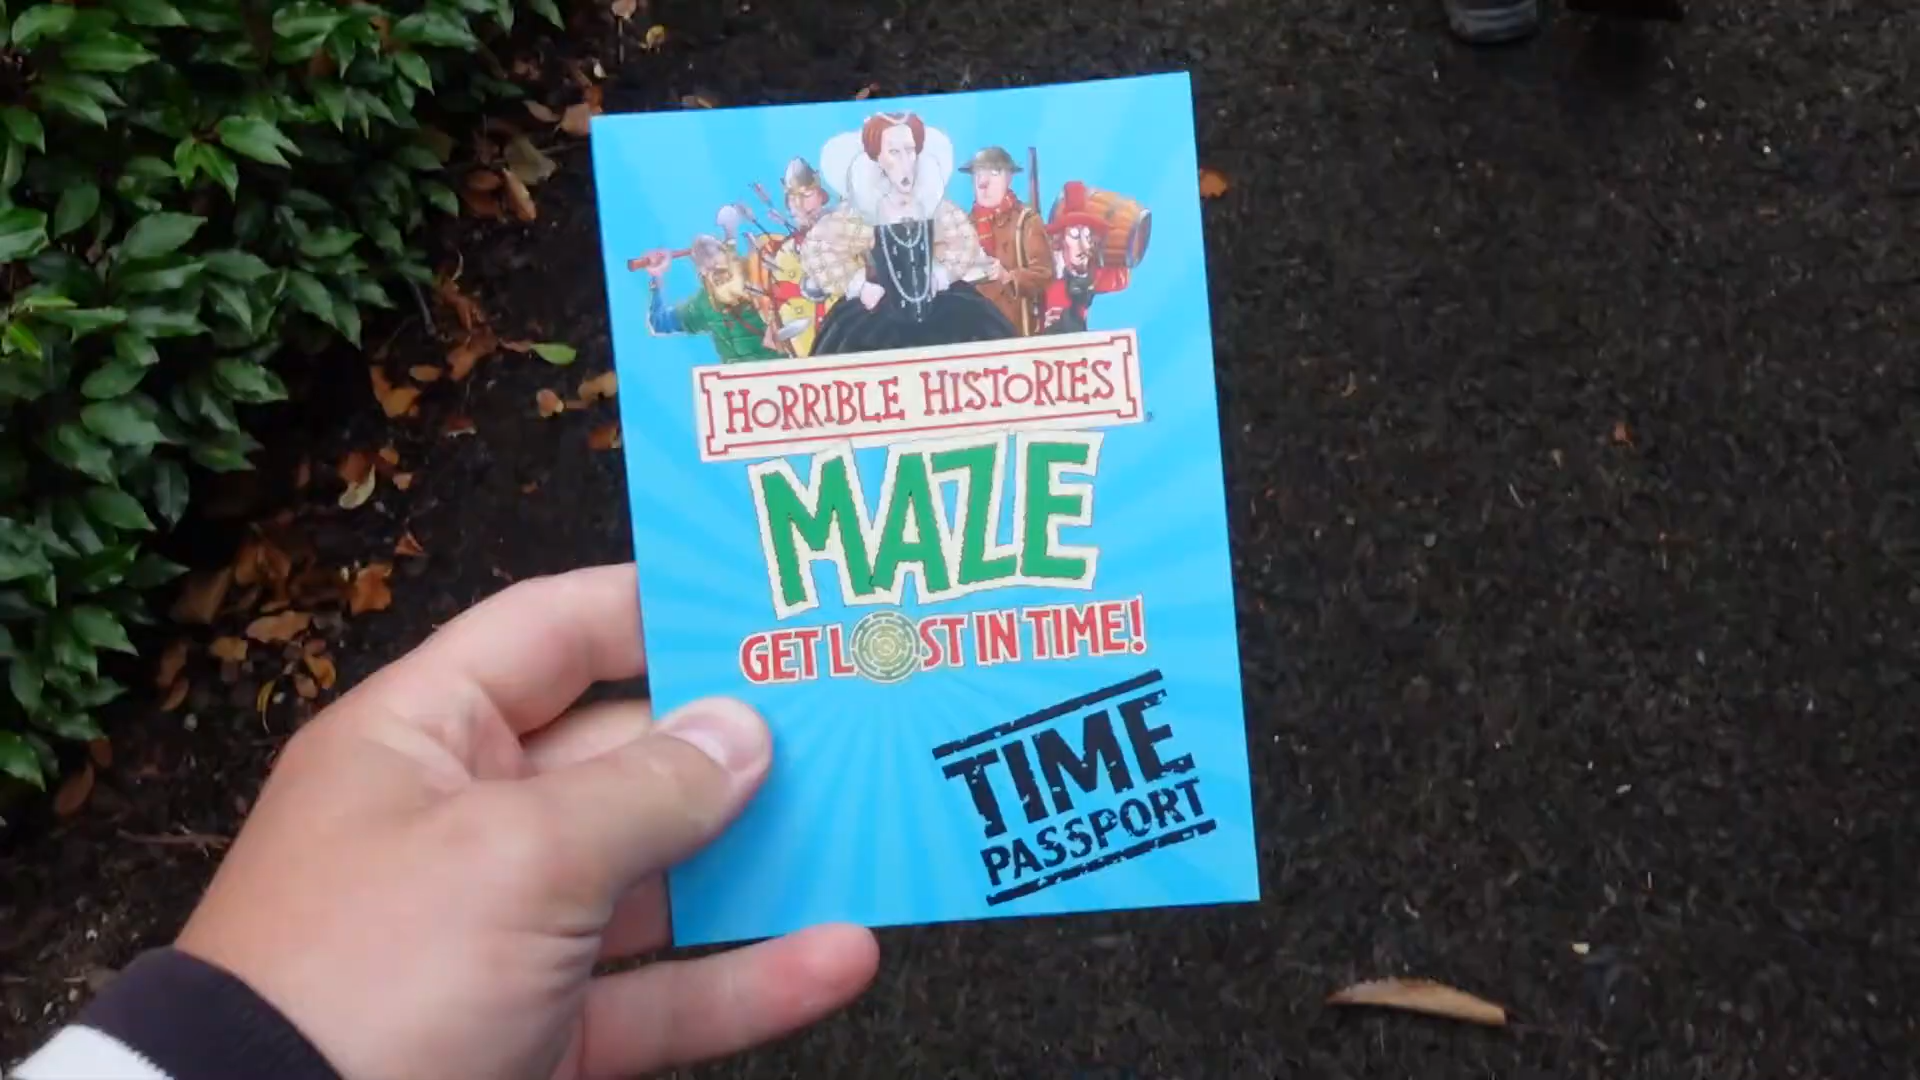 HORRIBLE HISTORIES
MAZE
GET LOST IN TIME!
TIME
PASSPORT